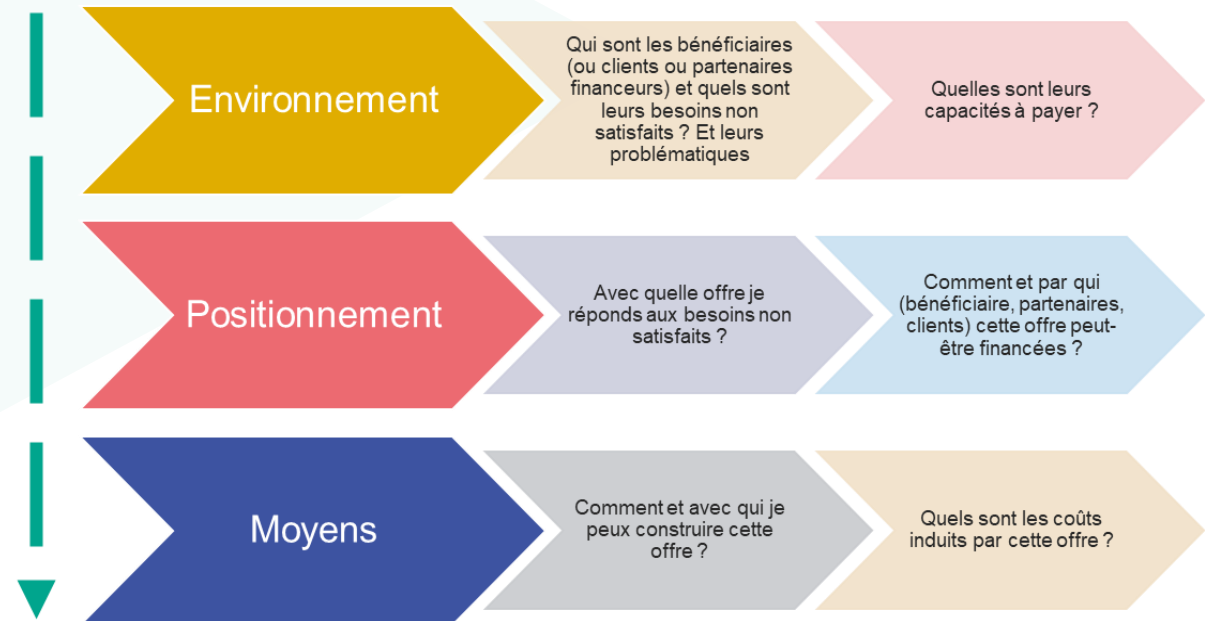 Environnement
Qui sont les bénéficiaires
(ou clients ou partenaires
financeurs) et quels sont
leurs besoins non
satisfaits ? Et leurs
problématiques
Quelles sont leurs
capacités à payer ?
Positionnement
Avec quelle offre je
réponds aux besoins non
satisfaits ?
Comment et par qui
(bénéficiaire, partenaires,
clients) cette offre peut-
être financées ?
Moyens
Comment et avec qui je
peux construire cette
offre ?
Quels sont les coûts
induits par cette offre ?